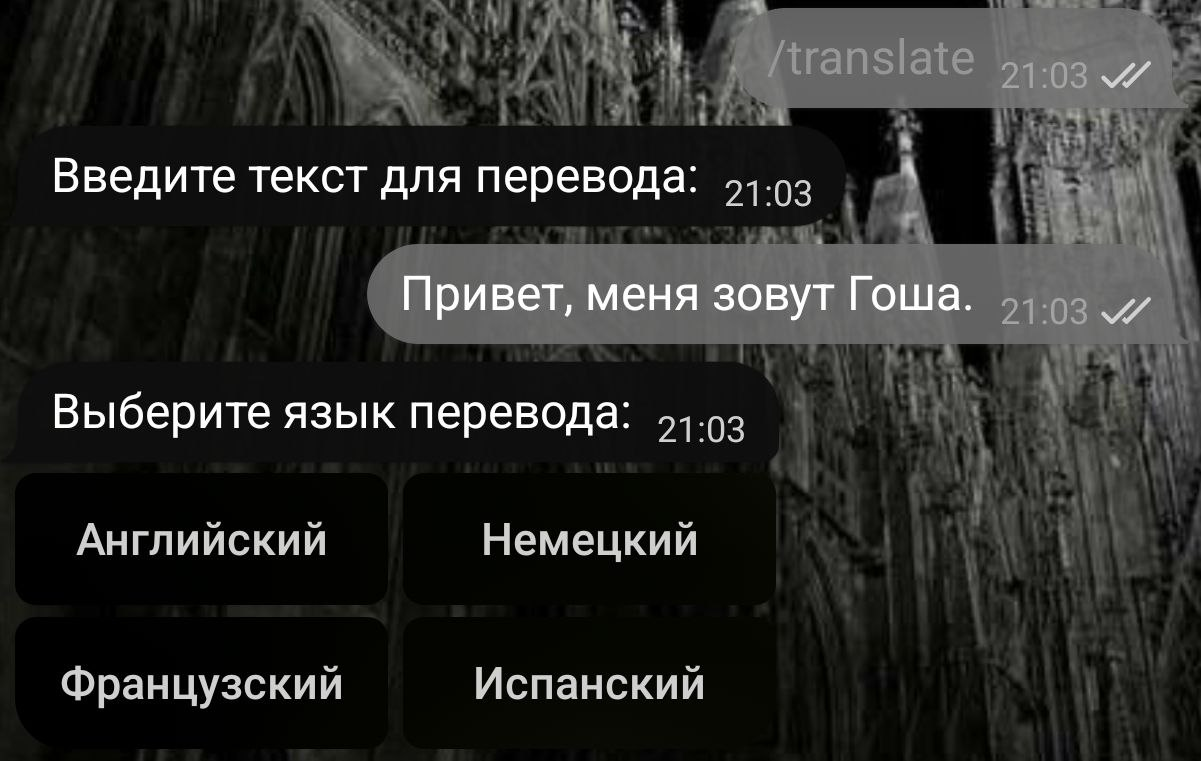 /translate 21:03
Введите текст для перевода: 21:03
Привет, меня зовут Гоша. 21:03
Выберите язык перевода: 21:03
Английский Немецкий
Французский Испанский